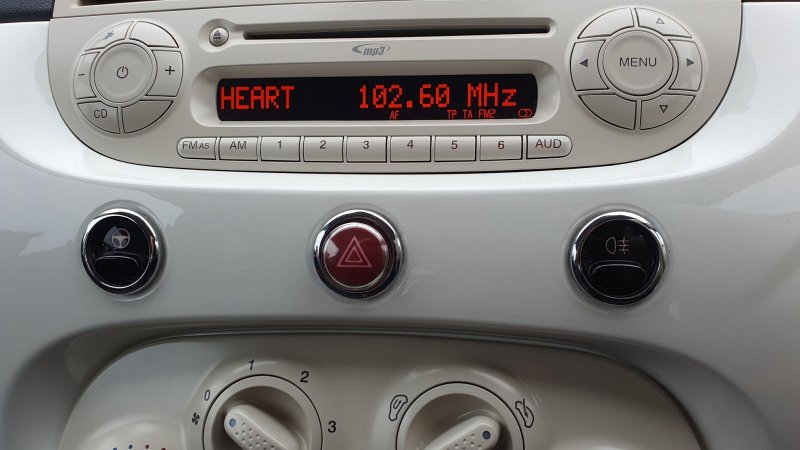 mp3
HEART 102.60 MHz
AF TP TA FM2
- +
CD
MENU
FM AS AM 1 2 3 4 5 6 AUD
0 1 2 3